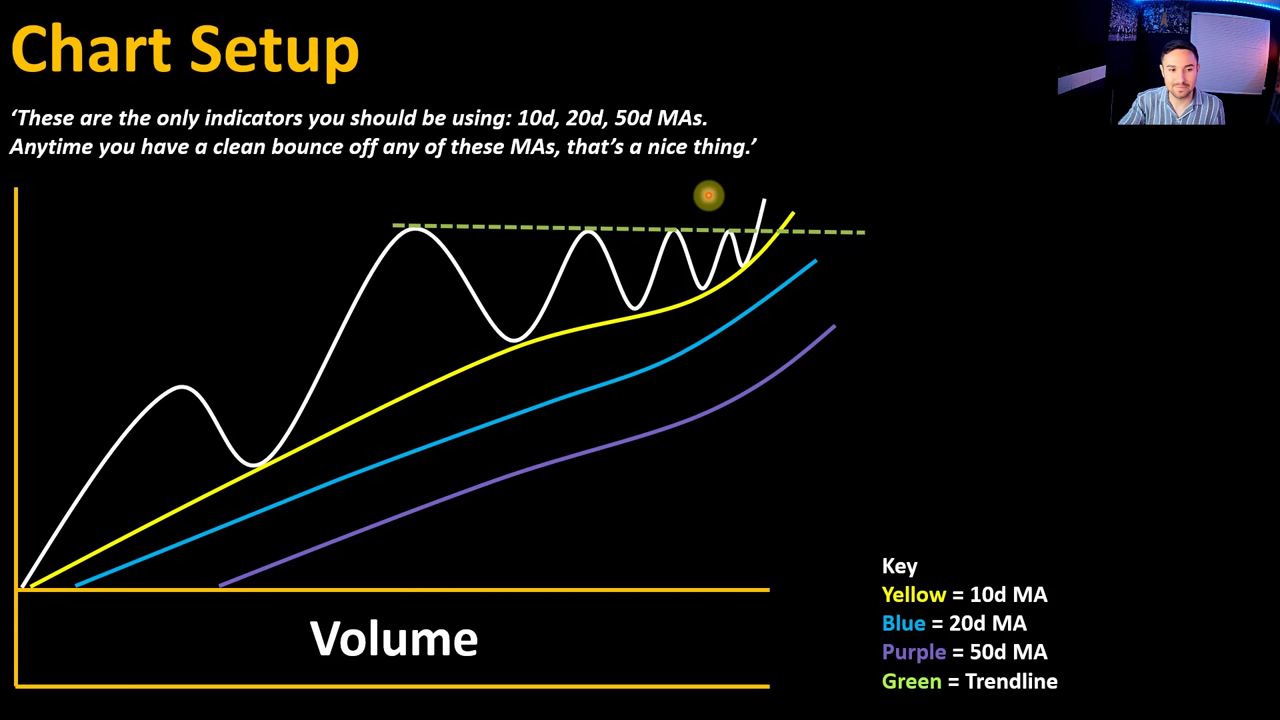 Chart Setup
‘These are the only indicators you should be using: 10d, 20d, 50d MAs.
Anytime you have a clean bounce off any of these MAs, that’s a nice thing.’
Volume
Key
Yellow = 10d MA
Blue = 20d MA
Purple = 50d MA
Green = Trendline